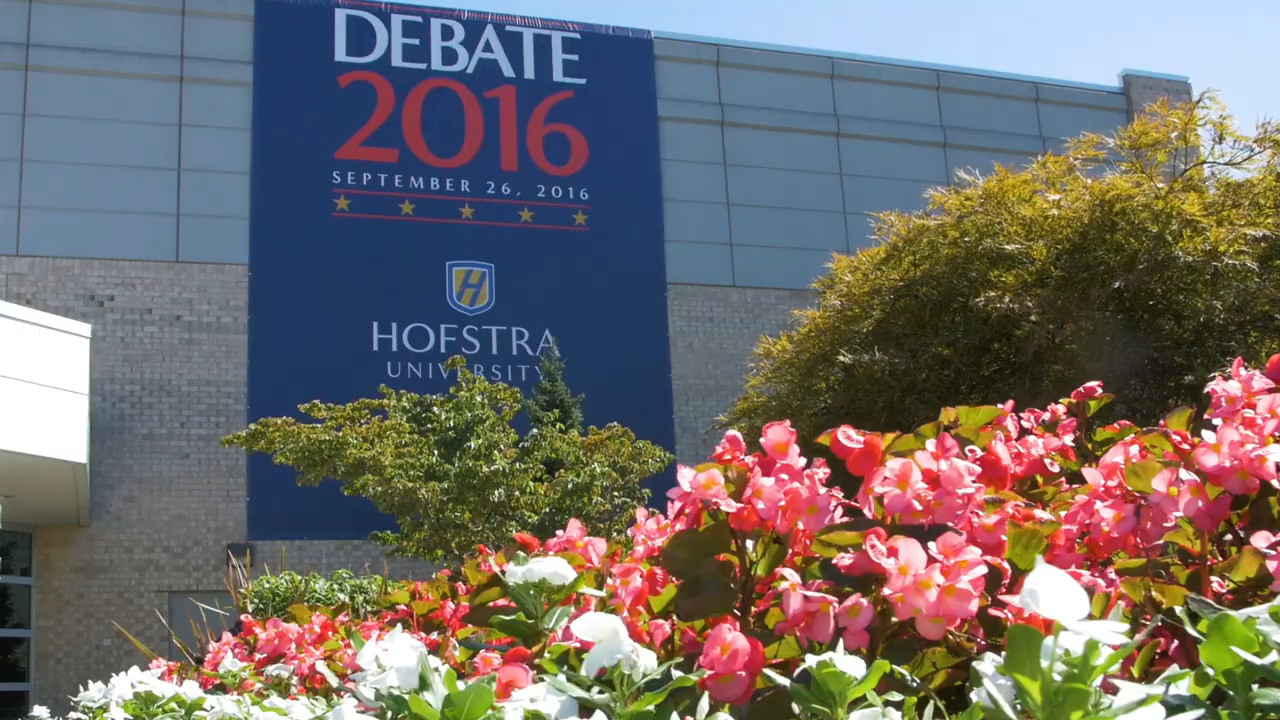 DEBATE
2016
SEPTEMBER 26, 2016
H
HOFSTRA
UNIVERSITY